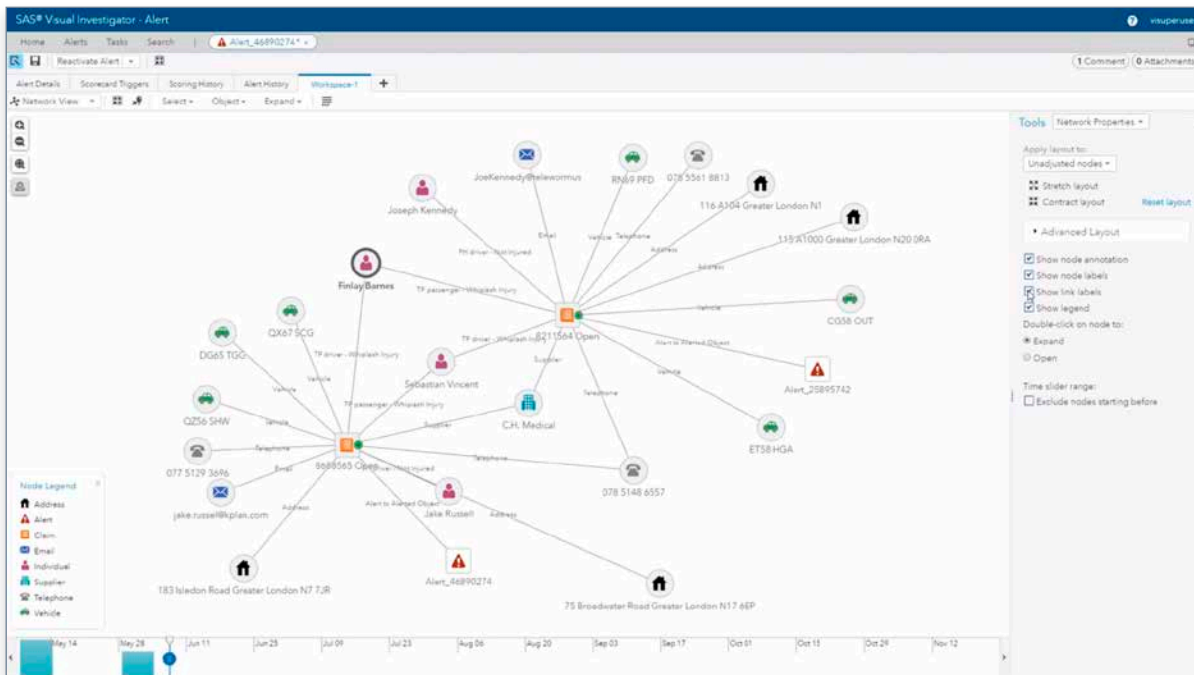 SAS® Visual Investigator - Alert
visuperuse
Home Alerts Tasks Search Alert_46890274* ×
Reactivate Alert
1 Comment 0 Attachments
Alert Details Scorecard Triggers Scoring History Alert History Workspace-1 +
Network View Select Object Expand
Tools Network Properties
Apply layout to:
Unadjusted nodes
Stretch layout
Contract layout Reset layout
Advanced Layout
Show node annotation
Show node labels
Show link labels
Show legend
Double-click on node to:
Expand
Open
Time slider range:
Exclude nodes starting before
JoeKennedy@telewormus
RN69 PFD
078 5561 8813
Joseph Kennedy
116 A104 Greater London N1
115 A1000 Greater London N20 0RA
Email
Vehicle
Telephone
Address
PH driver - Not Injured
Address
Finlay Barnes
TP passenger - Whiplash Injury
Vehicle
CG58 OUT
QX67 SCG
8211564 Open
DG65 TGG
TP driver - Whiplash Injury
TP driver - Whiplash Injury
Alert to Alerted Object
Supplier
Sebastian Vincent
Vehicle
Vehicle
Vehicle
Alert_25895742
Telephone
QZ56 SHW
TP passenger - Whiplash Injury
C.H. Medical
Vehicle
Supplier
ET58 HGA
Telephone
8688565 Open
Telephone
077 5129 3696
Email
driver - Not Injured
078 5148 6557
jake.russel@kplan.com
Address
Alert to Alerted Object
Jake Russell
Address
Alert_46890274
183 Isledon Road Greater London N7 7JR
75 Broadwater Road Greater London N17 6EP
Node Legend
Address
Alert
Claim
Email
Individual
Supplier
Telephone
Vehicle
May 14 May 28 Jun 11 Jun 25 Jul 09 Jul 23 Aug 06 Aug 20 Sep 03 Sep 17 Oct 01 Oct 15 Oct 29 Nov 12